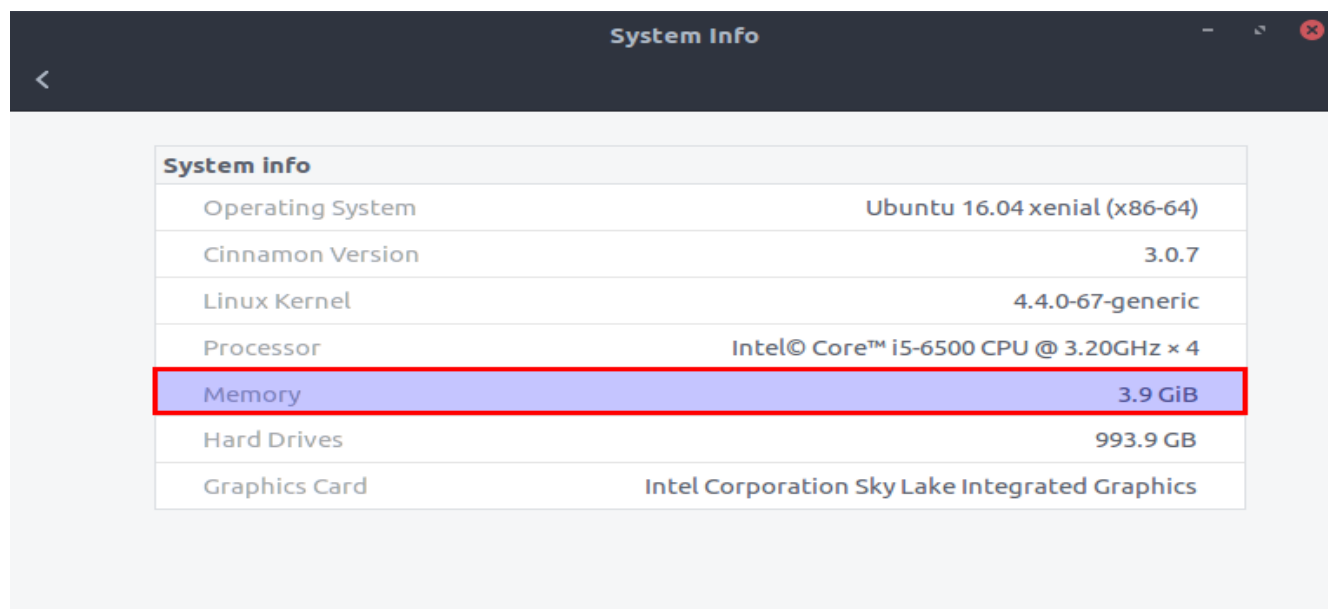 System Info
System info
Operating System Ubuntu 16.04 xenial (x86-64)
Cinnamon Version 3.0.7
Linux Kernel 4.4.0-67-generic
Processor Intel© Core™ i5-6500 CPU @ 3.20GHz × 4
Memory 3.9 GiB
Hard Drives 993.9 GB
Graphics Card Intel Corporation Sky Lake Integrated Graphics